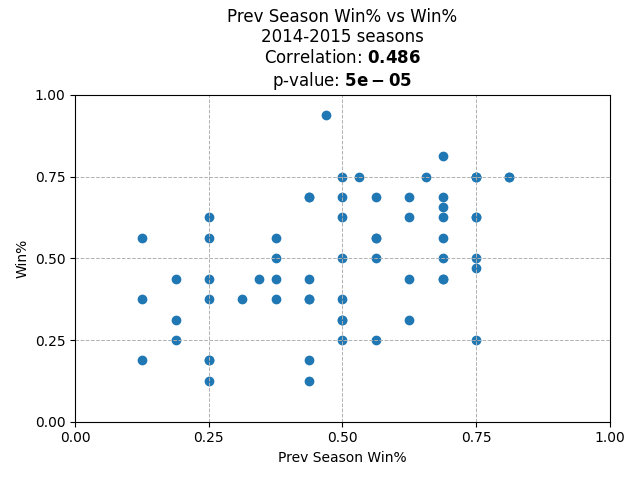 Prev Season Win% vs Win%
2014-2015 seasons
Correlation: 0.486
p-value: 5e − 05
1.00
0.75
0.50
0.25
0.00
Win%
0.00 0.25 0.50 0.75 1.00
Prev Season Win%